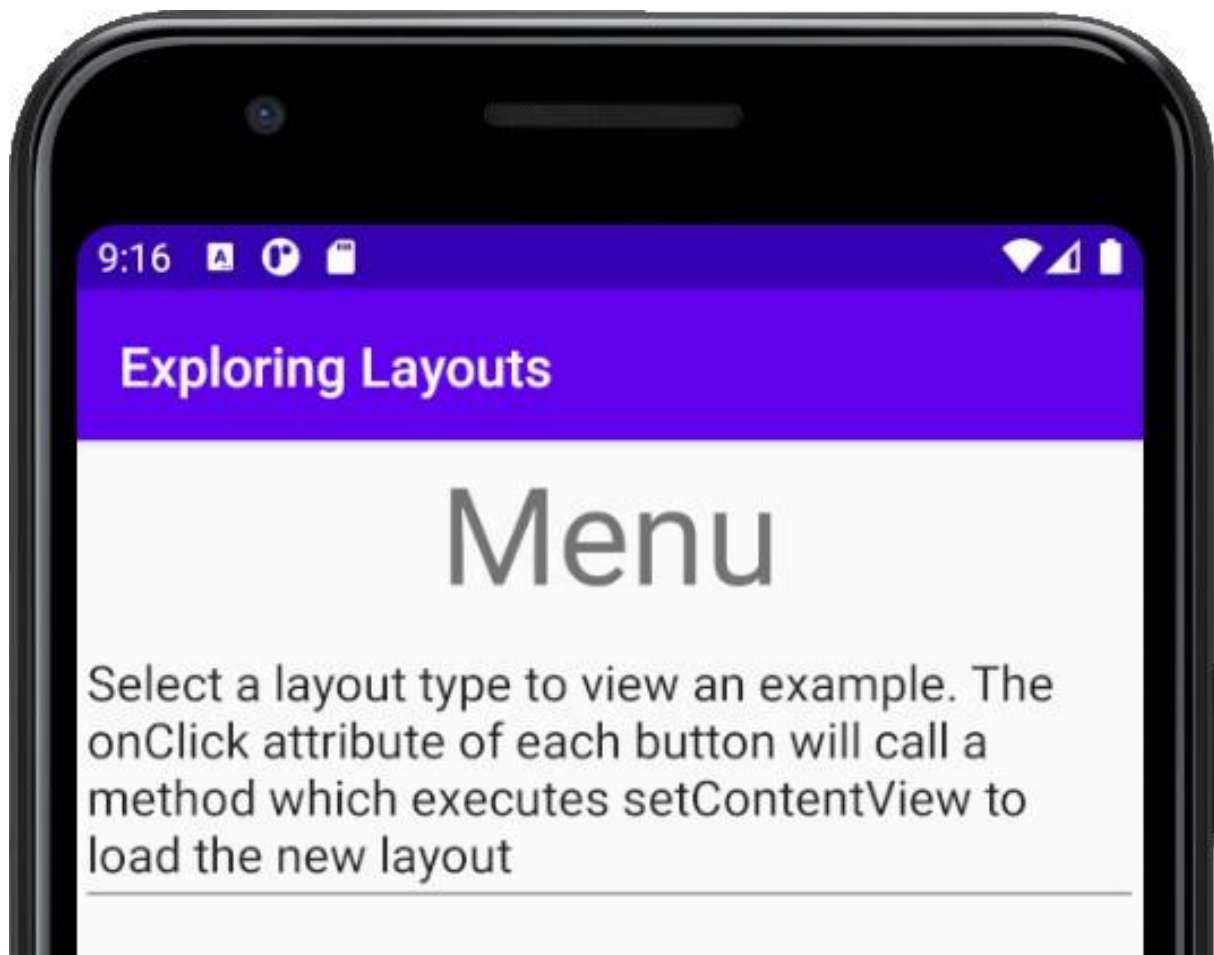 9:16
Exploring Layouts
Menu
Select a layout type to view an example. The
onClick attribute of each button will call a
method which executes setContentView to
load the new layout